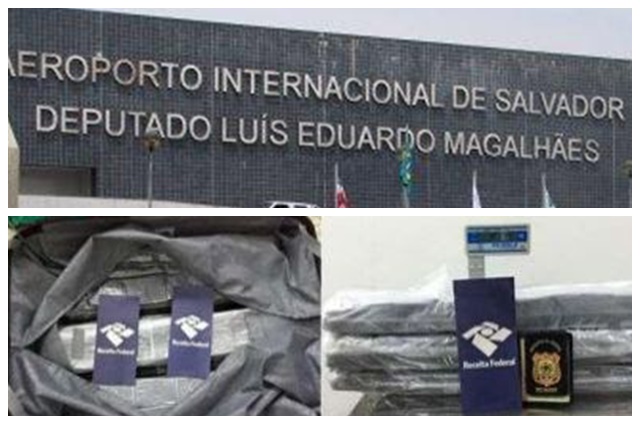 AEROPORTO INTERNACIONAL DE SALVADOR
DEPUTADO LUÍS EDUARDO MAGALHÃES
Receita Federal
Receita Federal
Receita Federal